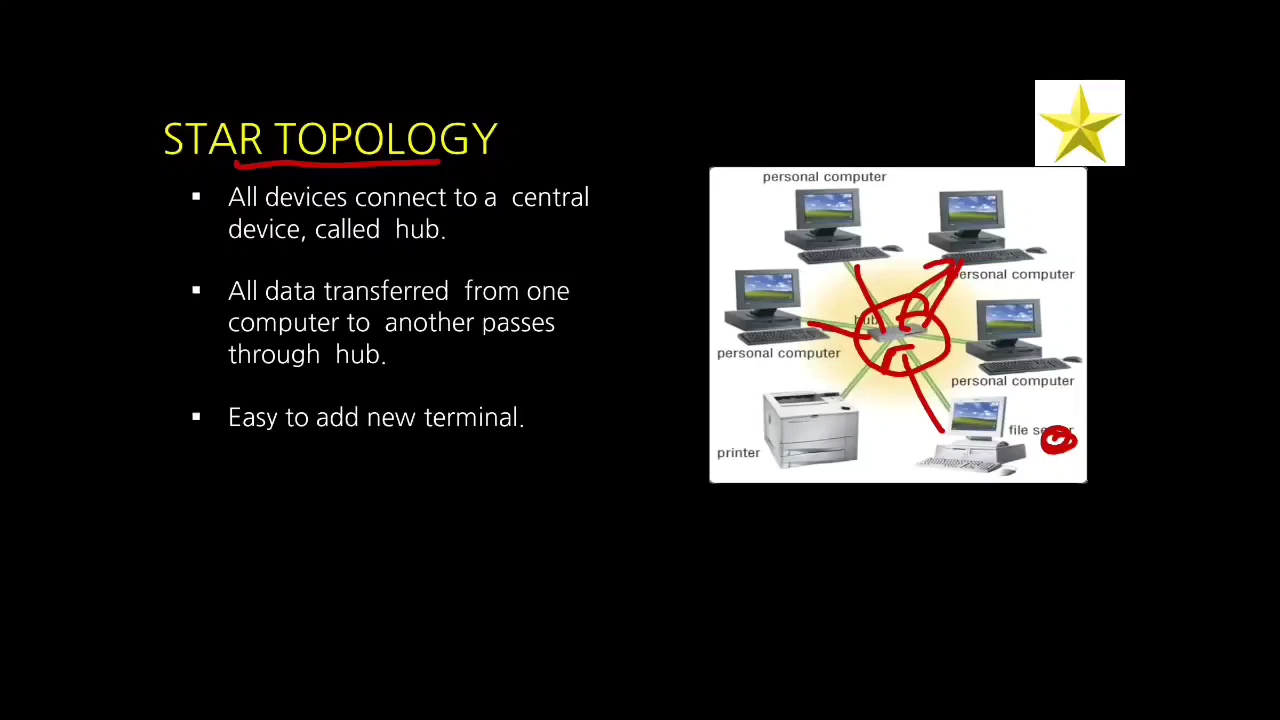 STAR TOPOLOGY
▪ All devices connect to a central
device, called hub.
▪ All data transferred from one
computer to another passes
through hub.
▪ Easy to add new terminal.
personal computer
personal computer
hub
personal computer
personal computer
file
printer